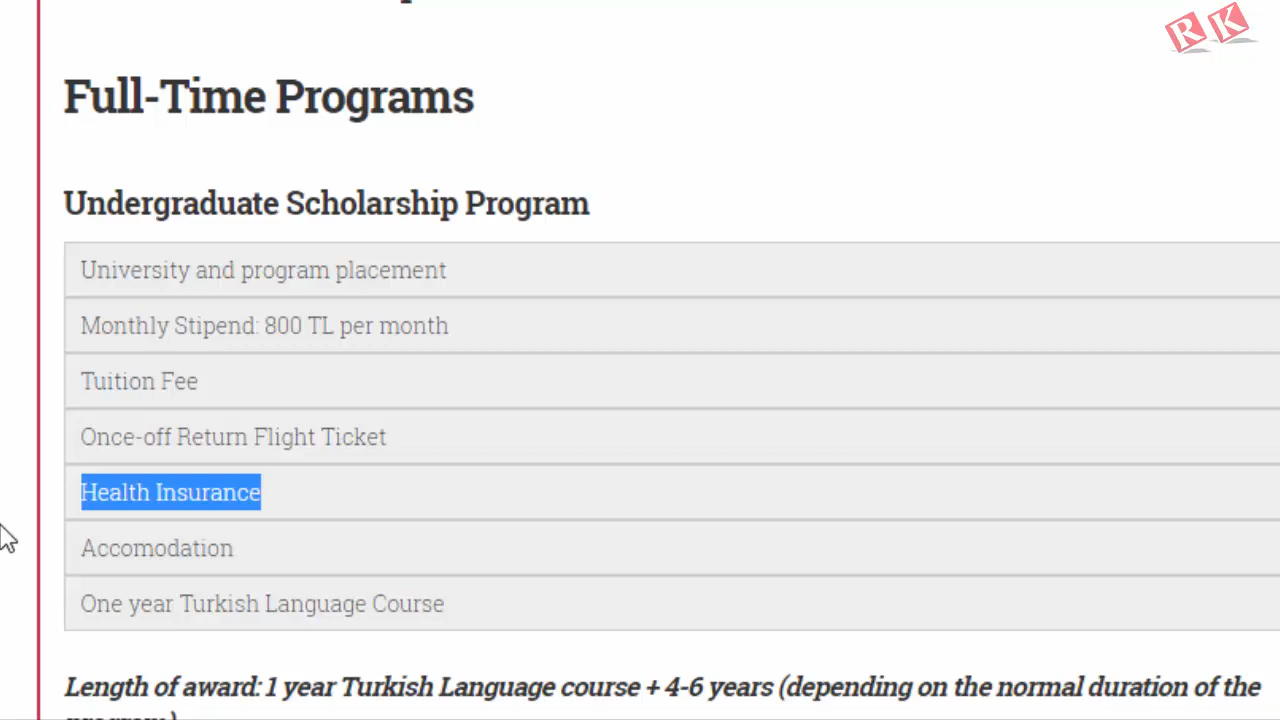 R K
Full-Time Programs
Undergraduate Scholarship Program
University and program placement
Monthly Stipend: 800 TL per month
Tuition Fee
Once-off Return Flight Ticket
Health Insurance
Accomodation
One year Turkish Language Course
Length of award: 1 year Turkish Language course + 4-6 years (depending on the normal duration of the